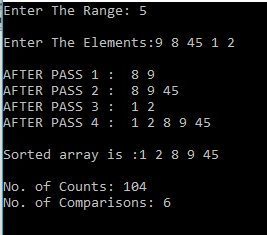 Enter The Range: 5
Enter The Elements:9 8 45 1 2
AFTER PASS 1 :  8 9
AFTER PASS 2 :  8 9 45
AFTER PASS 3 :  1 2
AFTER PASS 4 :  1 2 8 9 45
Sorted array is :1 2 8 9 45
No. of Counts: 104
No. of Comparisons: 6